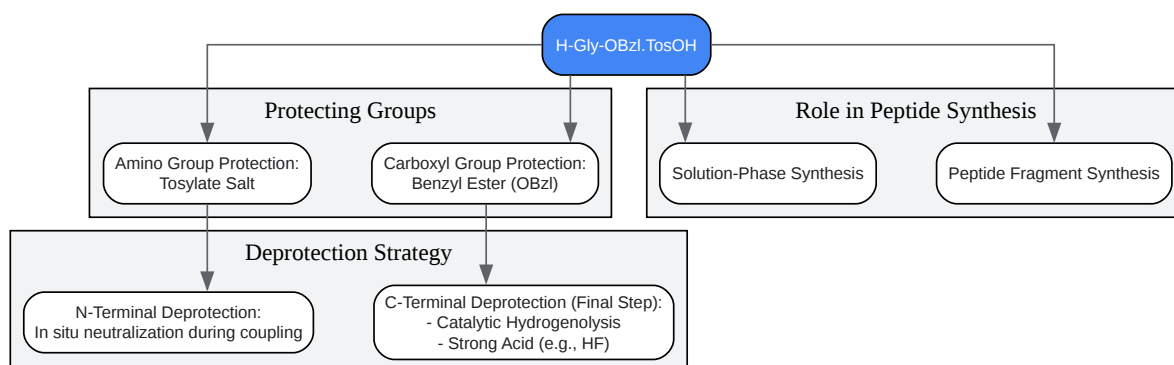 H-Gly-OBzl.TosOH
Protecting Groups
Role in Peptide Synthesis
Amino Group Protection:
Tosylate Salt
Carboxyl Group Protection:
Benzyl Ester (OBzl)
Solution-Phase Synthesis
Peptide Fragment Synthesis
Deprotection Strategy
N-Terminal Deprotection:
In situ neutralization during coupling
C-Terminal Deprotection (Final Step):
- Catalytic Hydrogenolysis
- Strong Acid (e.g., HF)